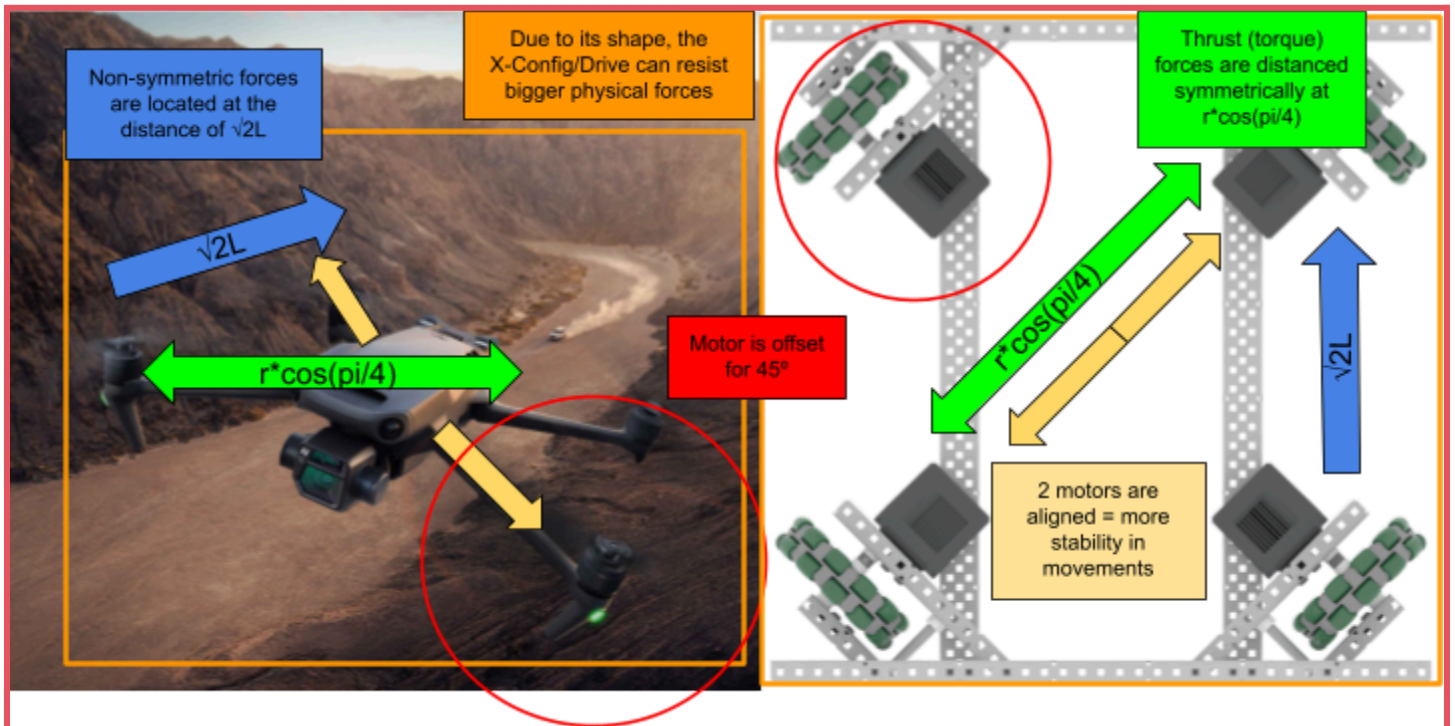 Non-symmetric forces
are located at the
distance of √2L
Due to its shape, the
X-Config/Drive can resist
bigger physical forces
Thrust (torque)
forces are distanced
symmetrically at
r*cos(pi/4)
√2L
r*cos(pi/4)
Motor is offset
for 45º
r*cos(pi/4)
√2L
2 motors are
aligned = more
stability in
movements